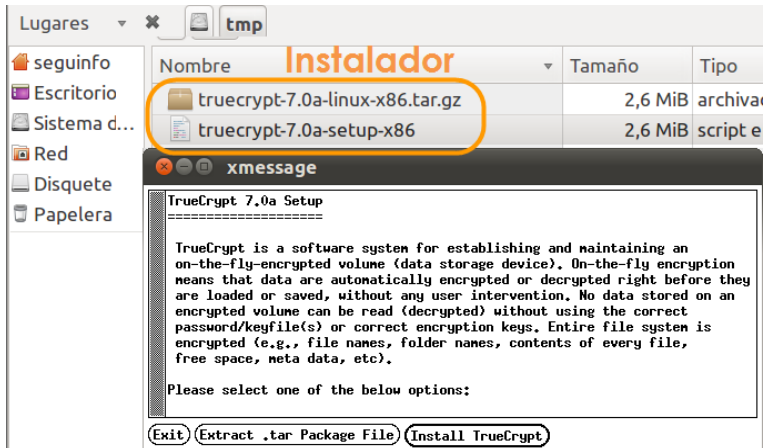 Lugares tmp
Instalador
seguinfo
Escritorio
Sistema d...
Red
Disquete
Papelera
Nombre Tamaño Tipo
truecrypt-7.0a-linux-x86.tar.gz 2,6 MiB archiva
truecrypt-7.0a-setup-x86 2,6 MiB script e
xmessage
TrueCrypt 7.0a Setup
====================
TrueCrypt is a software system for establishing and maintaining an
on-the-fly-encrypted volume (data storage device). On-the-fly encryption
means that data are automatically encrypted or decrypted right before they
are loaded or saved, without any user intervention. No data stored on an
encrypted volume can be read (decrypted) without using the correct
password/keyfile(s) or correct encryption keys. Entire file system is
encrypted (e.g., file names, folder names, contents of every file,
free space, meta data, etc).
Please select one of the below options:
Exit Extract .tar Package File Install TrueCrypt